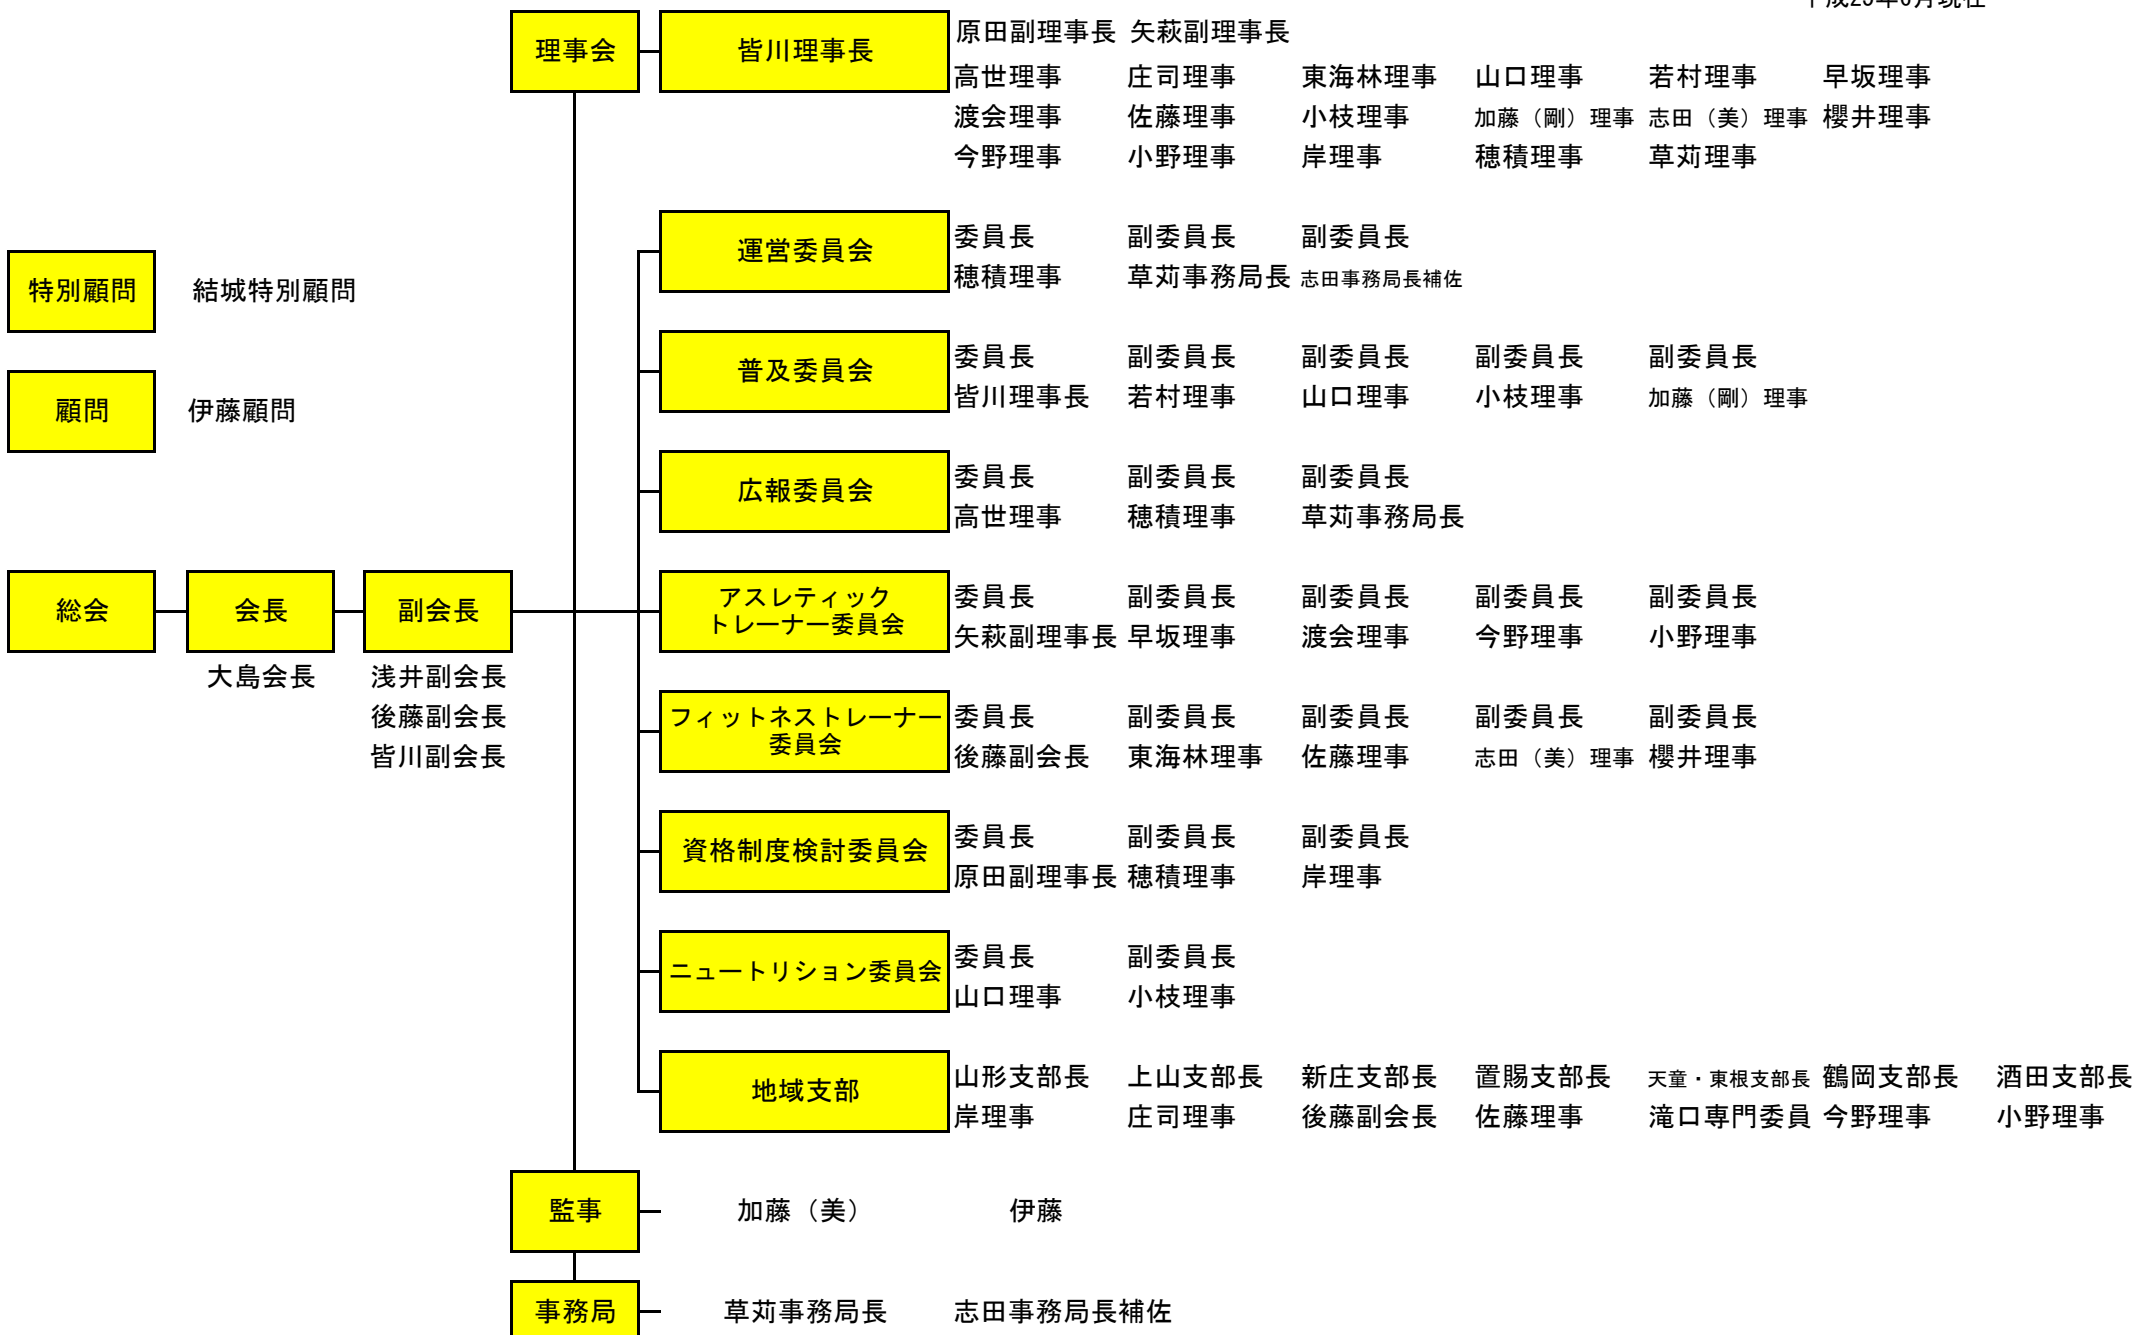 平成29年6月現在
理事会 皆川理事長 原田副理事長 矢萩副理事長
高世理事 庄司理事 東海林理事 山口理事 若村理事 早坂理事
渡会理事 佐藤理事 小枝理事 加藤（剛）理事 志田（美）理事 櫻井理事
今野理事 小野理事 岸理事 穂積理事 草苅理事
運営委員会
委員長 副委員長 副委員長
穂積理事 草苅事務局長 志田事務局長補佐
特別顧問 結城特別顧問
普及委員会
委員長 副委員長 副委員長 副委員長 副委員長
皆川理事長 若村理事 山口理事 小枝理事 加藤（剛）理事
顧問 伊藤顧問
広報委員会
委員長 副委員長 副委員長
高世理事 穂積理事 草苅事務局長
総会 会長 副会長
大島会長 浅井副会長
後藤副会長
皆川副会長
アスレティック
トレーナー委員会
委員長 副委員長 副委員長 副委員長 副委員長
矢萩副理事長 早坂理事 渡会理事 今野理事 小野理事
フィットネストレーナー
委員会
委員長 副委員長 副委員長 副委員長 副委員長
後藤副会長 東海林理事 佐藤理事 志田（美）理事 櫻井理事
資格制度検討委員会
委員長 副委員長 副委員長
原田副理事長 穂積理事 岸理事
ニュートリション委員会
委員長 副委員長
山口理事 小枝理事
地域支部
山形支部長 上山支部長 新庄支部長 置賜支部長 天童・東根支部長 鶴岡支部長 酒田支部長
岸理事 庄司理事 後藤副会長 佐藤理事 滝口専門委員 今野理事 小野理事
監事 加藤（美） 伊藤
事務局 草苅事務局長 志田事務局長補佐